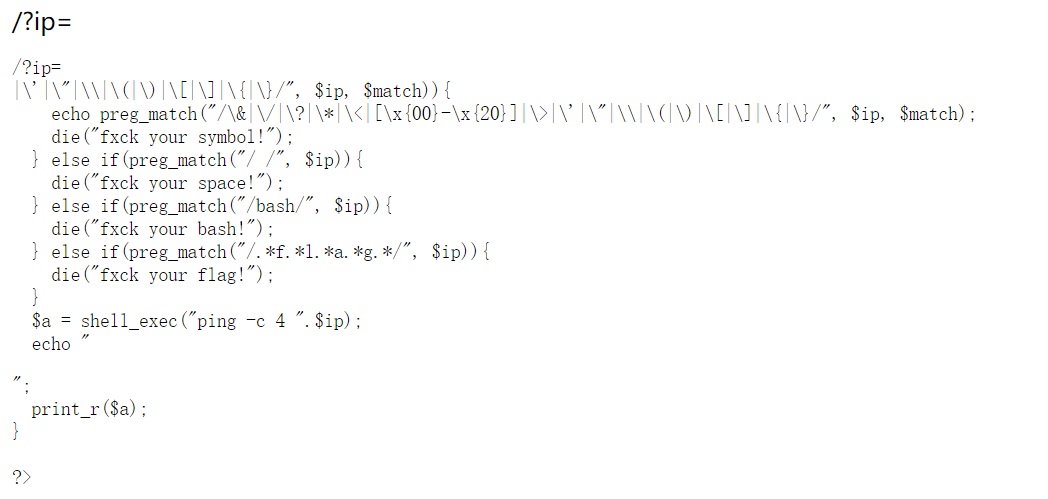 /?ip=
/?ip=
|\'|\"|\\|\(|\)|\[|\]|\{|\}/", $ip, $match)){
echo preg_match("/\&|\/|\?|\*|\<|[\x{00}-\x{20}]|\>|\'|\"|\\|\(|\)|\[|\]|\{|\}/", $ip, $match);
die("fxck your symbol!");
} else if(preg_match("/ /", $ip)){
die("fxck your space!");
} else if(preg_match("/bash/", $ip)){
die("fxck your bash!");
} else if(preg_match("/.*f.*l.*a.*g.*/", $ip)){
die("fxck your flag!");
}
$a = shell_exec("ping -c 4 ".$ip);
echo "
";
print_r($a);
}
?>